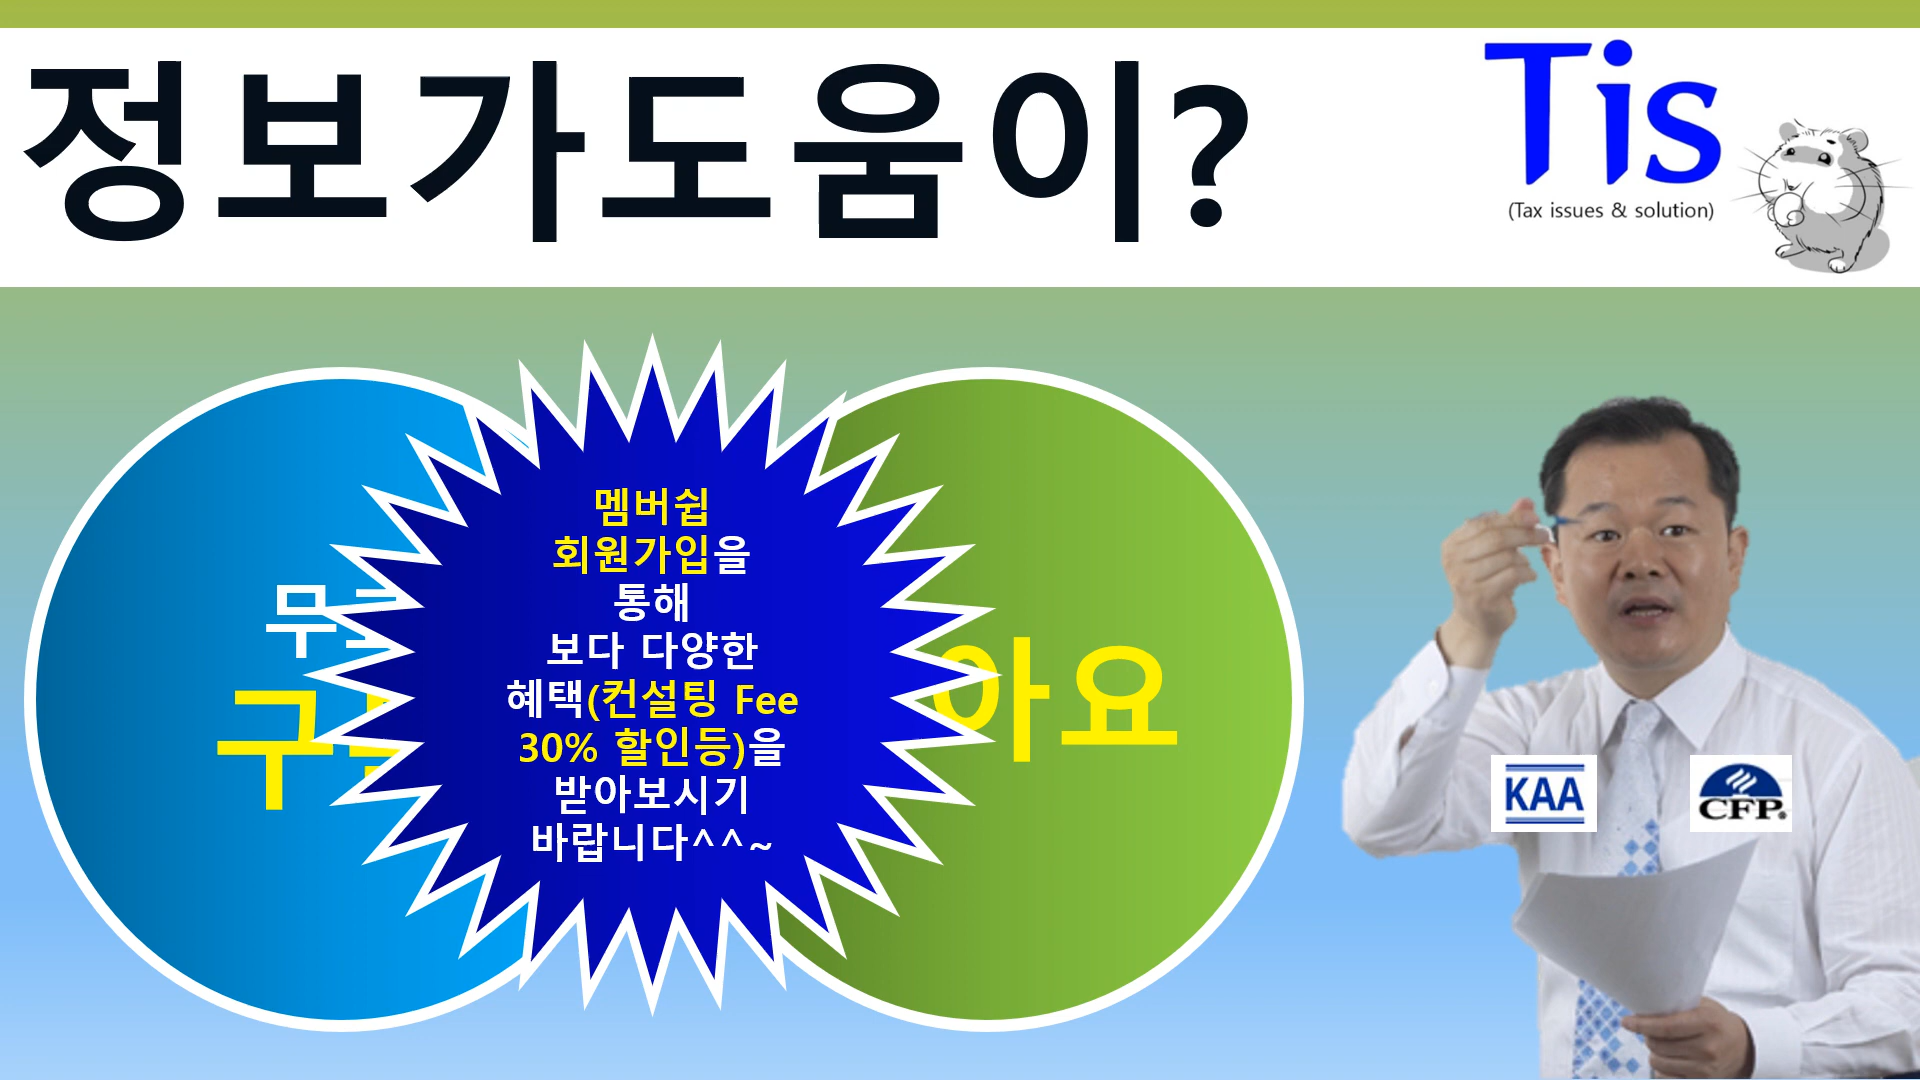 정보가도움이?
Tis
(Tax issues & solution)
멤버쉽
회원가입을
통해
보다 다양한
혜택(컨설팅 Fee
30% 할인등)을
받아보시기
바랍니다^^~
무
구
아요
KAA
CFP®